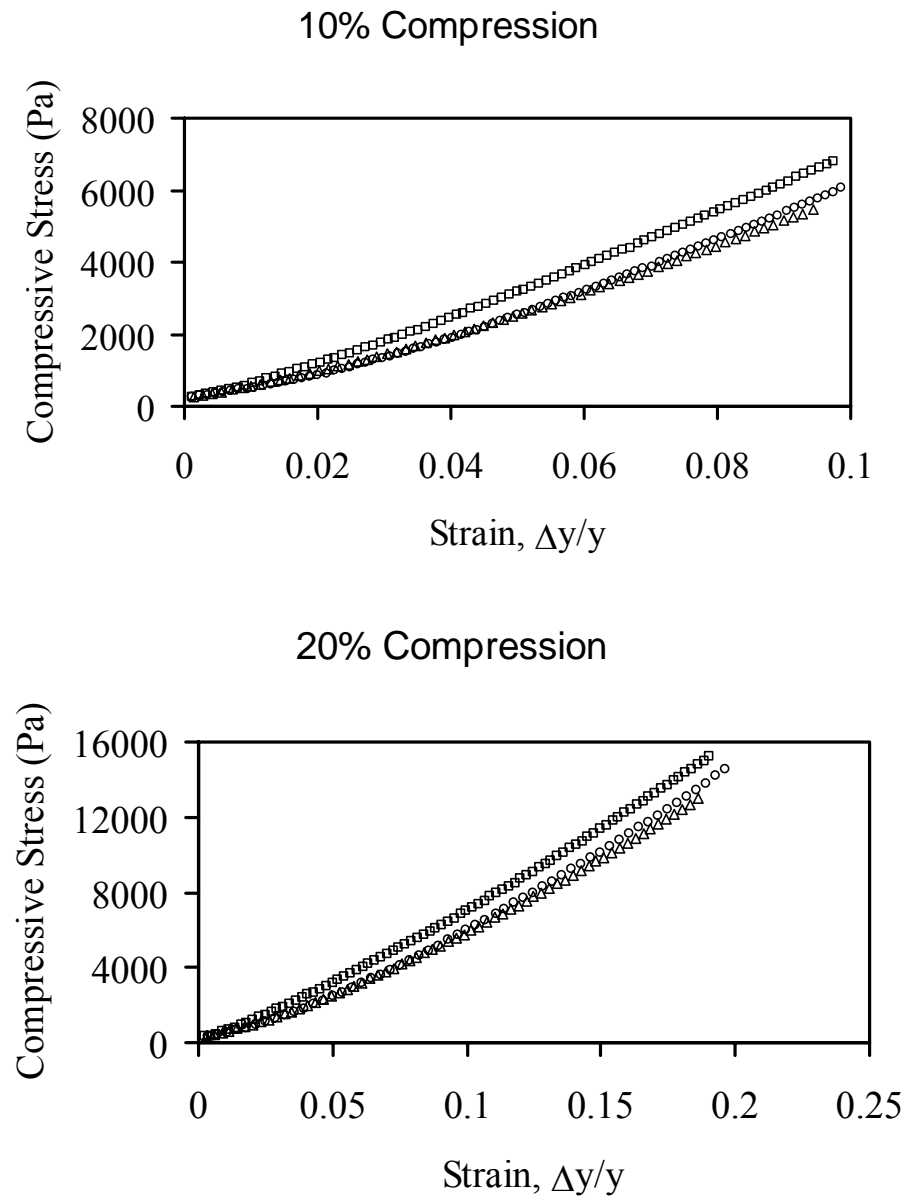 10% Compression
Compressive Stress (Pa)
8000
6000
4000
2000
0
0 0.02 0.04 0.06 0.08 0.1
Strain, Δy/y
20% Compression
Compressive Stress (Pa)
16000
12000
8000
4000
0
0 0.05 0.1 0.15 0.2 0.25
Strain, Δy/y